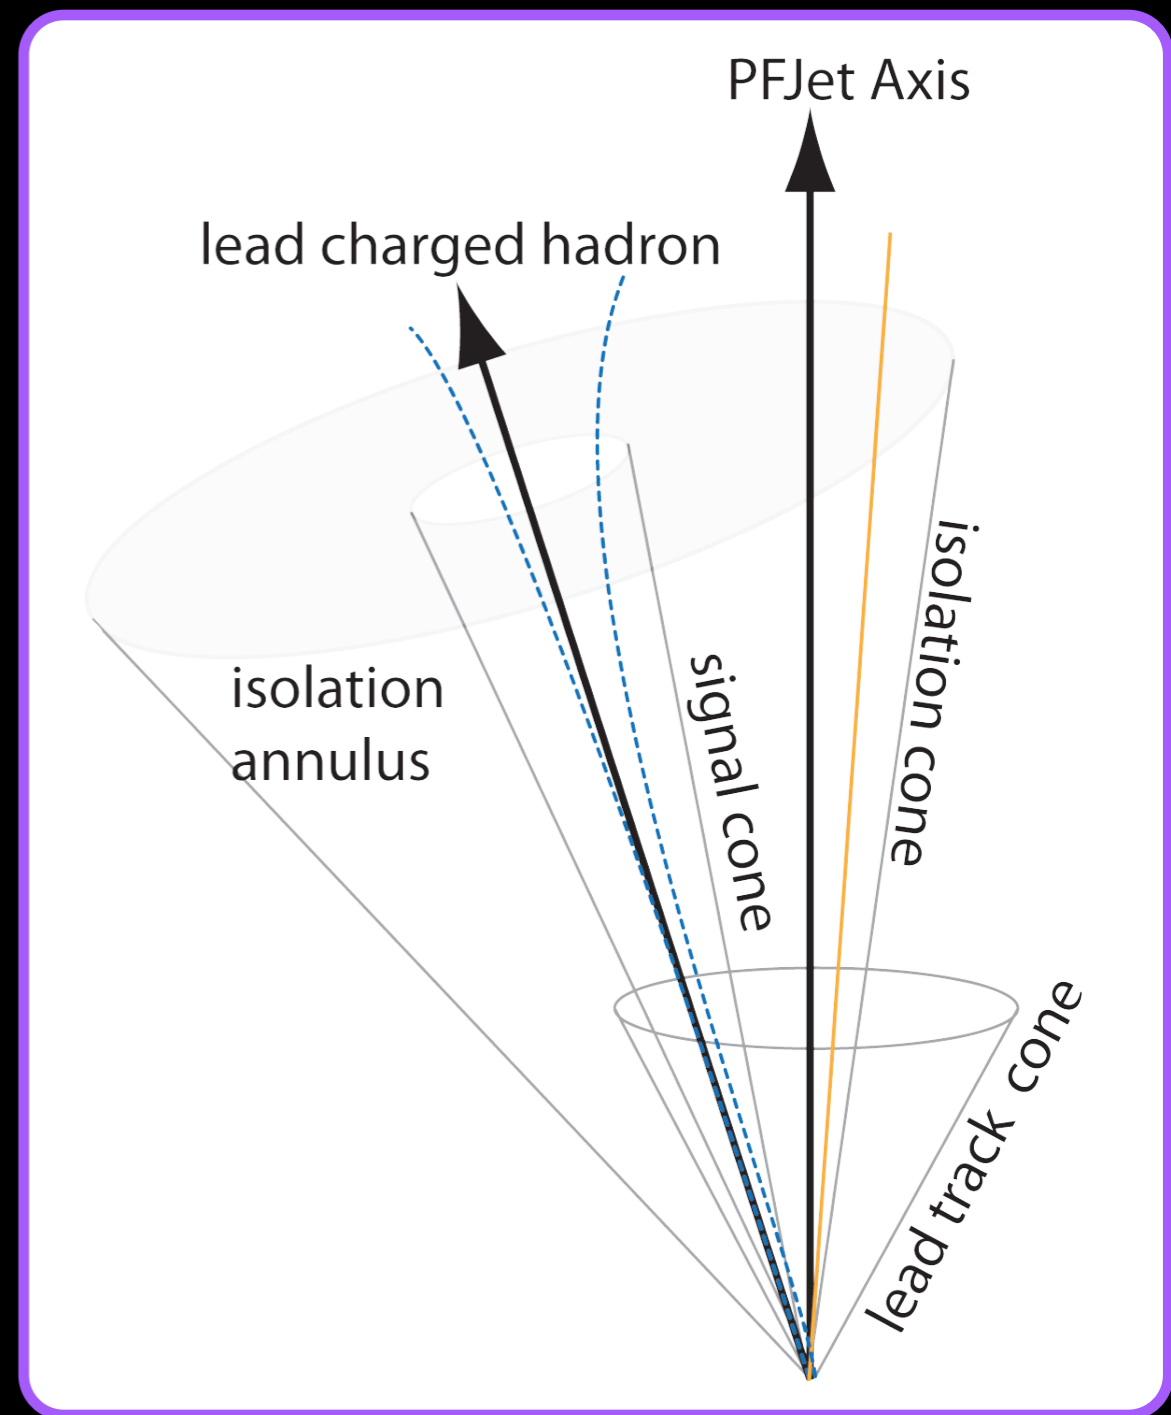 PFJet Axis
lead charged hadron
isolation
annulus
signal cone
isolation cone
lead track cone